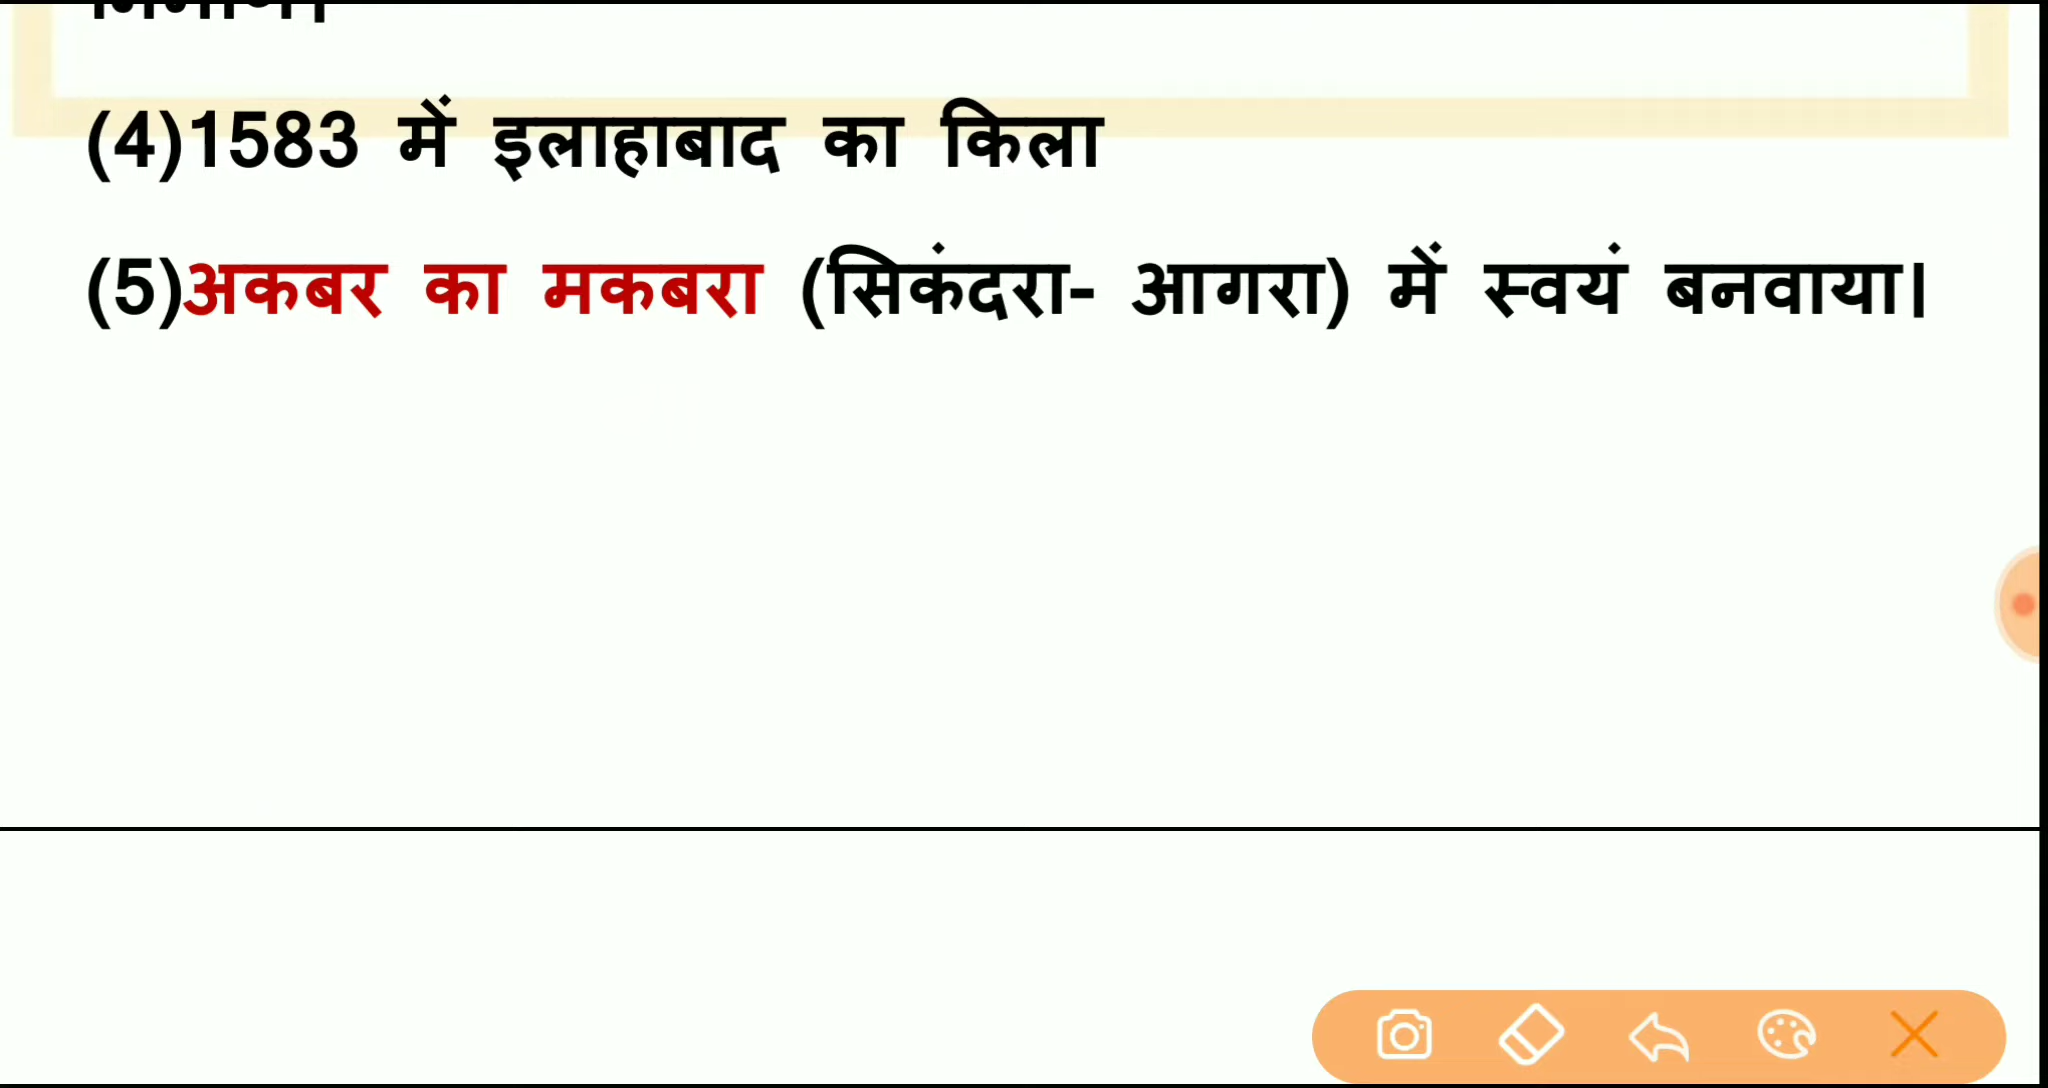 (4)1583 में इलाहाबाद का किला
(5)अकबर का मकबरा (सिकंदरा- आगरा) में स्वयं बनवाया।